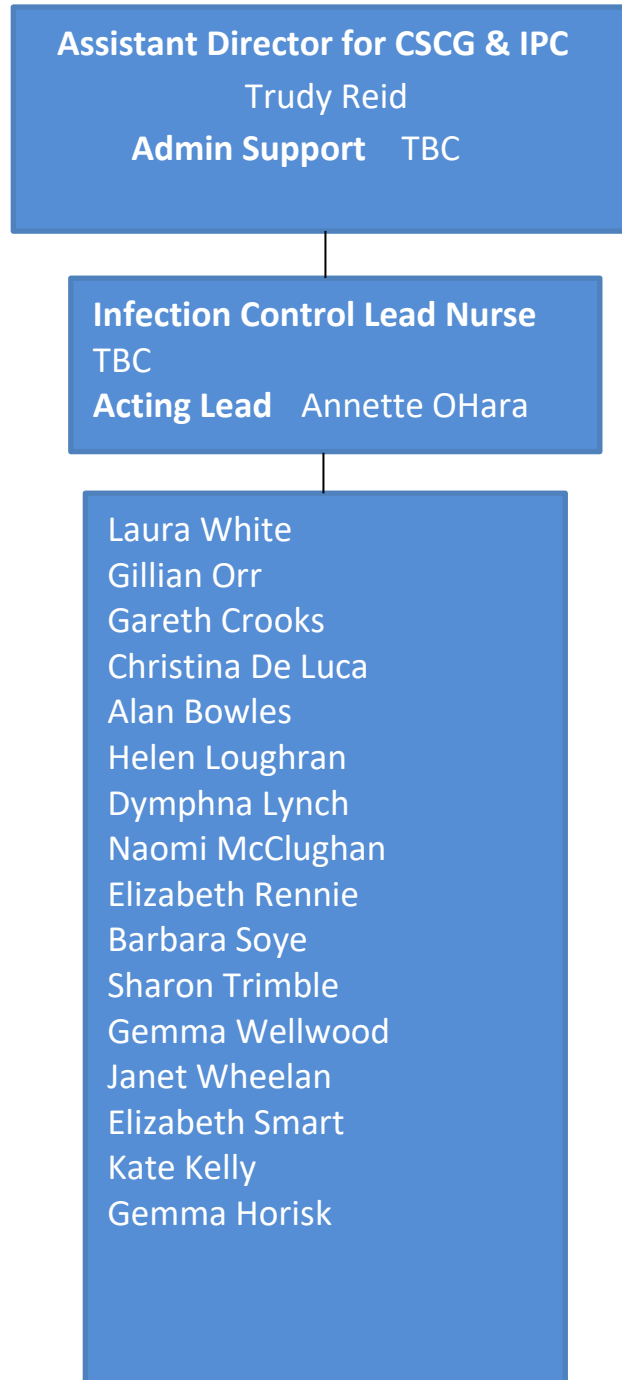 Assistant Director for CSCG & IPC
Trudy Reid
Admin Support TBC
Infection Control Lead Nurse
TBC
Acting Lead Annette OHara
Laura White
Gillian Orr
Gareth Crooks
Christina De Luca
Alan Bowles
Helen Loughran
Dymphna Lynch
Naomi McClughan
Elizabeth Rennie
Barbara Soye
Sharon Trimble
Gemma Wellwood
Janet Wheelan
Elizabeth Smart
Kate Kelly
Gemma Horisk